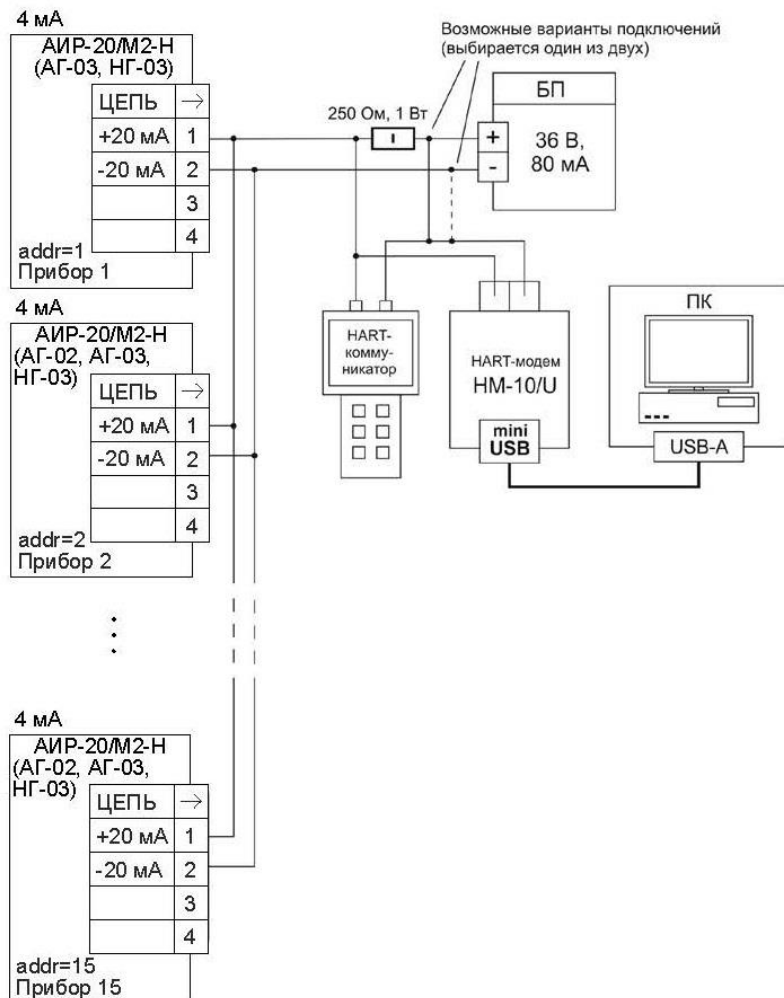 4 мА
АИР-20/М2-Н
(АГ-03, НГ-03)
ЦЕПЬ →
+20 мА 1
-20 мА 2
3
4
addr=1
Прибор 1
Возможные варианты подключений
(выбирается один из двух)
250 Ом, 1 Вт
БП
+
-
36 В,
80 мА
4 мА
АИР-20/М2-Н
(АГ-02, АГ-03,
НГ-03)
ЦЕПЬ →
+20 мА 1
-20 мА 2
3
4
addr=2
Прибор 2
HART-
комму-
никатор
HART-модем
HM-10/U
mini
USB
ПК
USB-A
4 мА
АИР-20/М2-Н
(АГ-02, АГ-03,
НГ-03)
ЦЕПЬ →
+20 мА 1
-20 мА 2
3
4
addr=15
Прибор 15